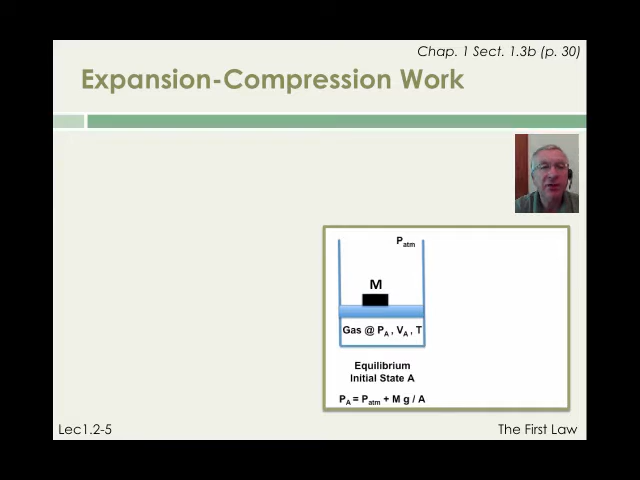 Chap. 1 Sect. 1.3b (p. 30)
Expansion-Compression Work
Patm
M
Gas @ PA , VA , T
Equilibrium
Initial State A
PA = Patm + M g / A
Lec1.2-5
The First Law